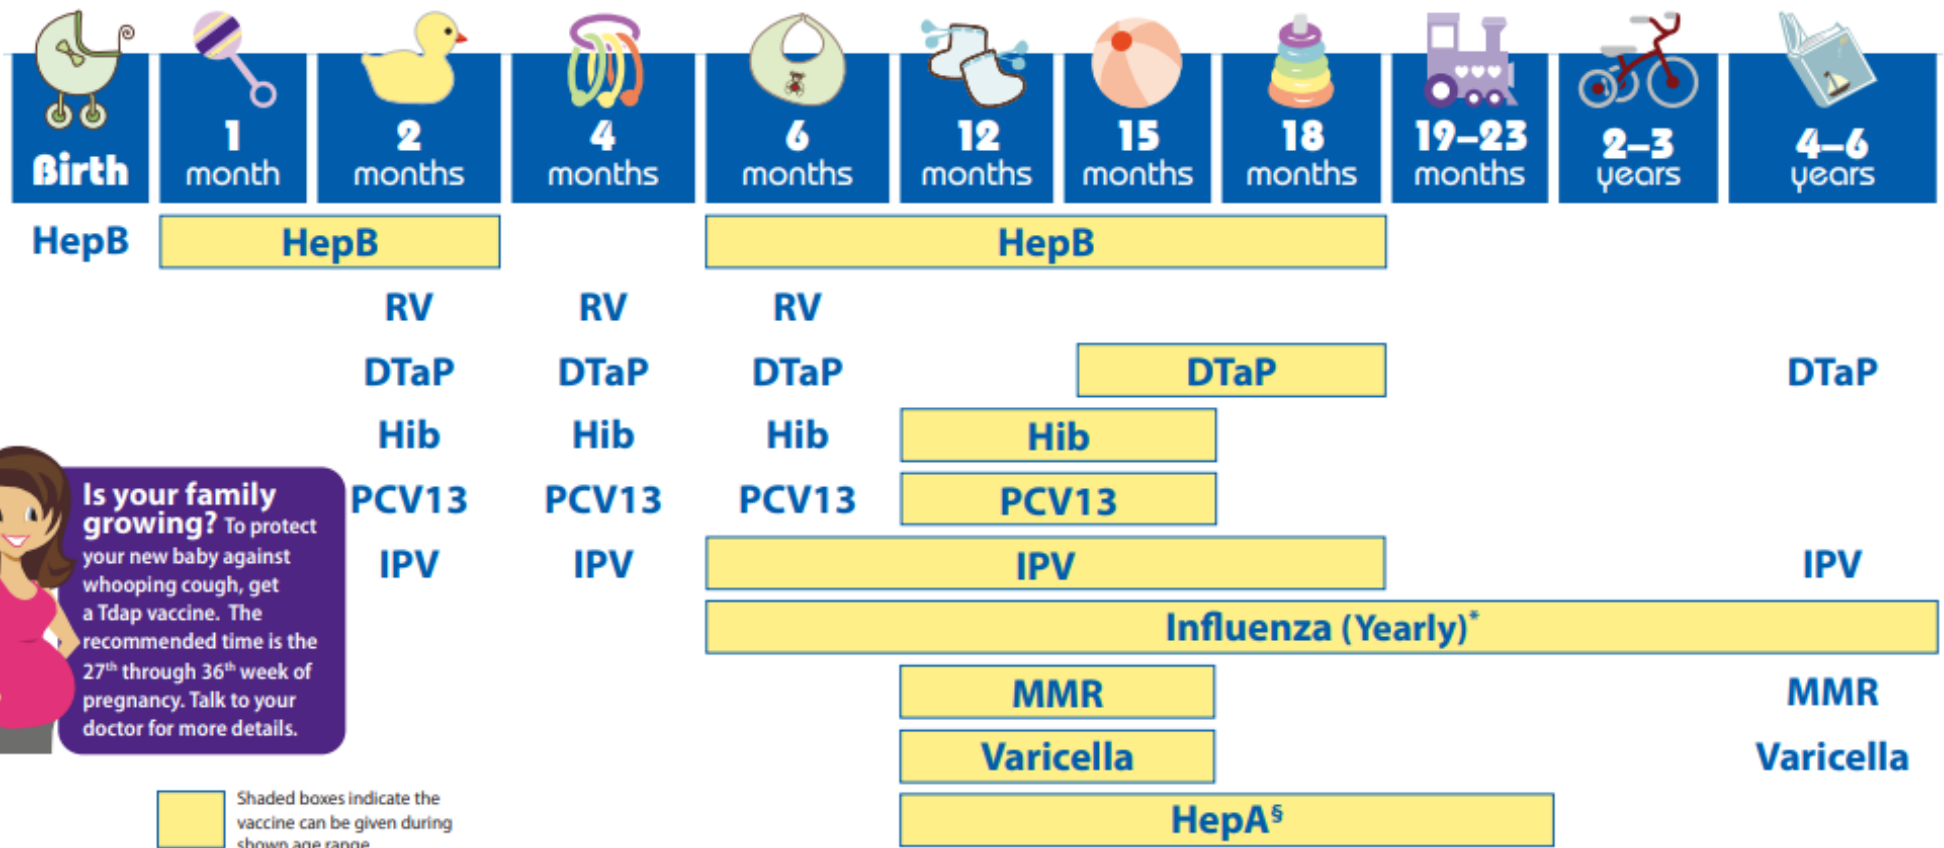 Birth
1 month
2 months
4 months
6 months
12 months
15 months
18 months
19–23 months
2–3 years
4–6 years
HepB HepB HepB
RV RV RV
DTaP DTaP DTaP DTaP DTaP
Hib Hib Hib Hib
PCV13 PCV13 PCV13 PCV13
IPV IPV IPV IPV
Influenza (Yearly)*
MMR MMR
Varicella Varicella
HepA§
Is your family
growing? To protect
your new baby against
whooping cough, get
a Tdap vaccine. The
recommended time is the
27th through 36th week of
pregnancy. Talk to your
doctor for more details.
Shaded boxes indicate the
vaccine can be given during
shown age range